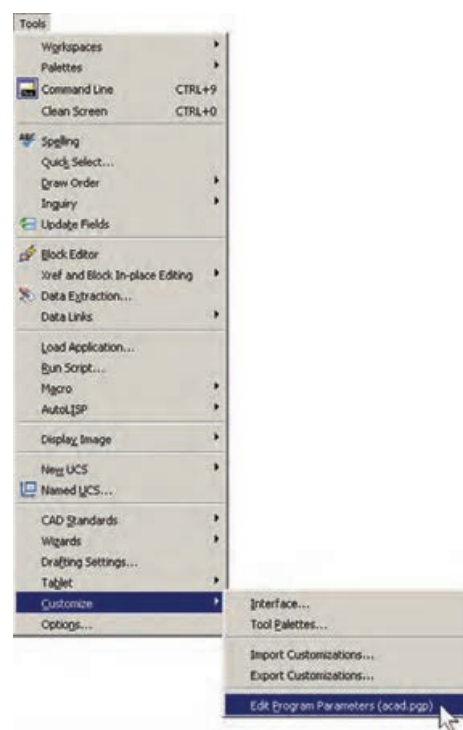 Tools
Workspaces
Palettes
Command Line CTRL+9
Clean Screen CTRL+0
ABC Spelling
Quick Select...
Draw Order
Inquiry
Update Fields
Block Editor
Xref and Block In-place Editing
Data Extraction...
Data Links
Load Application...
Run Script...
Macro
AutoLISP
Display Image
New UCS
Named UCS...
CAD Standards
Wizards
Drafting Settings...
Tablet
Customize
Options...
Interface...
Tool Palettes...
Import Customizations...
Export Customizations...
Edit Program Parameters (acad.pgp)